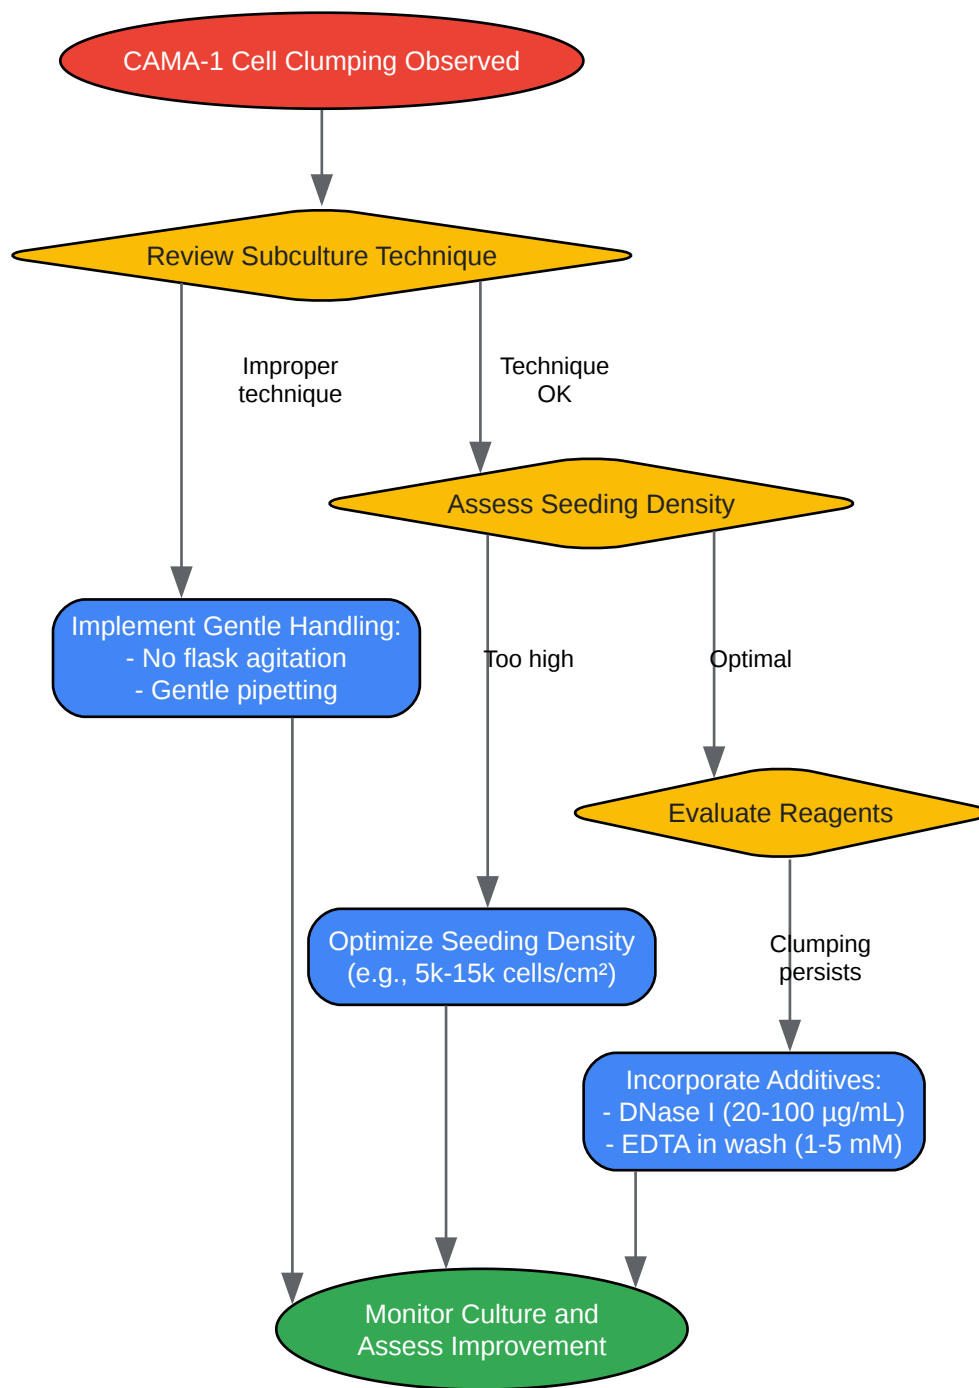 CAMA-1 Cell Clumping Observed
Review Subculture Technique
Improper
technique
Technique
OK
Assess Seeding Density
Implement Gentle Handling:
- No flask agitation
- Gentle pipetting
Too high
Optimal
Evaluate Reagents
Optimize Seeding Density
(e.g., 5k-15k cells/cm²)
Clumping
persists
Incorporate Additives:
- DNase I (20-100 µg/mL)
- EDTA in wash (1-5 mM)
Monitor Culture and
Assess Improvement